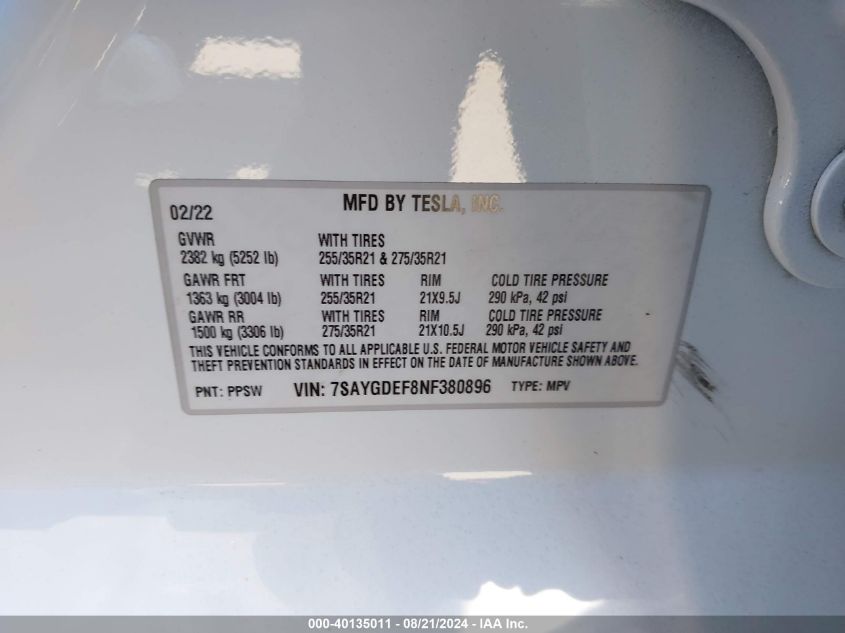 02/22 MFD BY TESLA, INC.
GVWR WITH TIRES
2382 kg (5252 lb) 255/35R21 & 275/35R21
GAWR FRT WITH TIRES RIM COLD TIRE PRESSURE
1363 kg (3004 lb) 255/35R21 21X9.5J 290 kPa, 42 psi
GAWR RR WITH TIRES RIM COLD TIRE PRESSURE
1500 kg (3306 lb) 275/35R21 21X10.5J 290 kPa, 42 psi
THIS VEHICLE CONFORMS TO ALL APPLICABLE U.S. FEDERAL MOTOR VEHICLE SAFETY AND
THEFT PREVENTION STANDARDS IN EFFECT ON THE DATE OF MANUFACTURE SHOWN ABOVE.
PNT: PPSW VIN: 7SAYGDEF8NF380896 TYPE: MPV
000-40135011 - 08/21/2024 - IAA Inc.